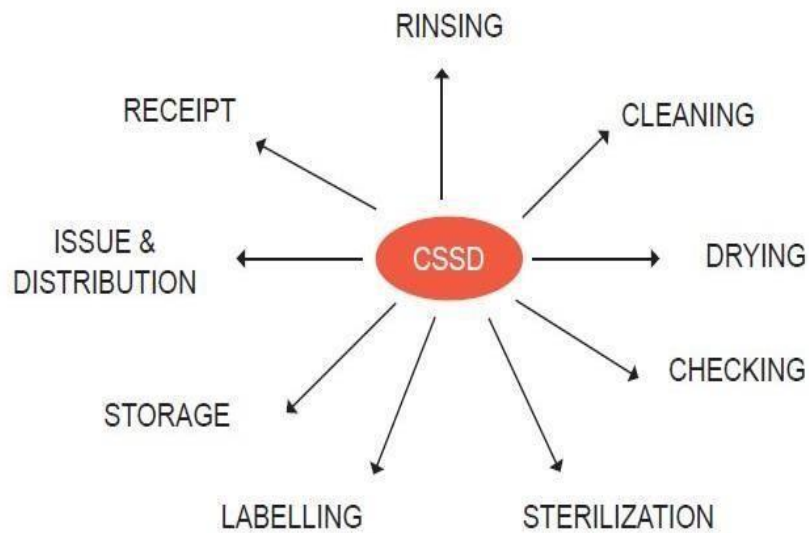 RINSING
RECEIPT
CLEANING
ISSUE &
DISTRIBUTION
CSSD
DRYING
CHECKING
STORAGE
LABELLING
STERILIZATION